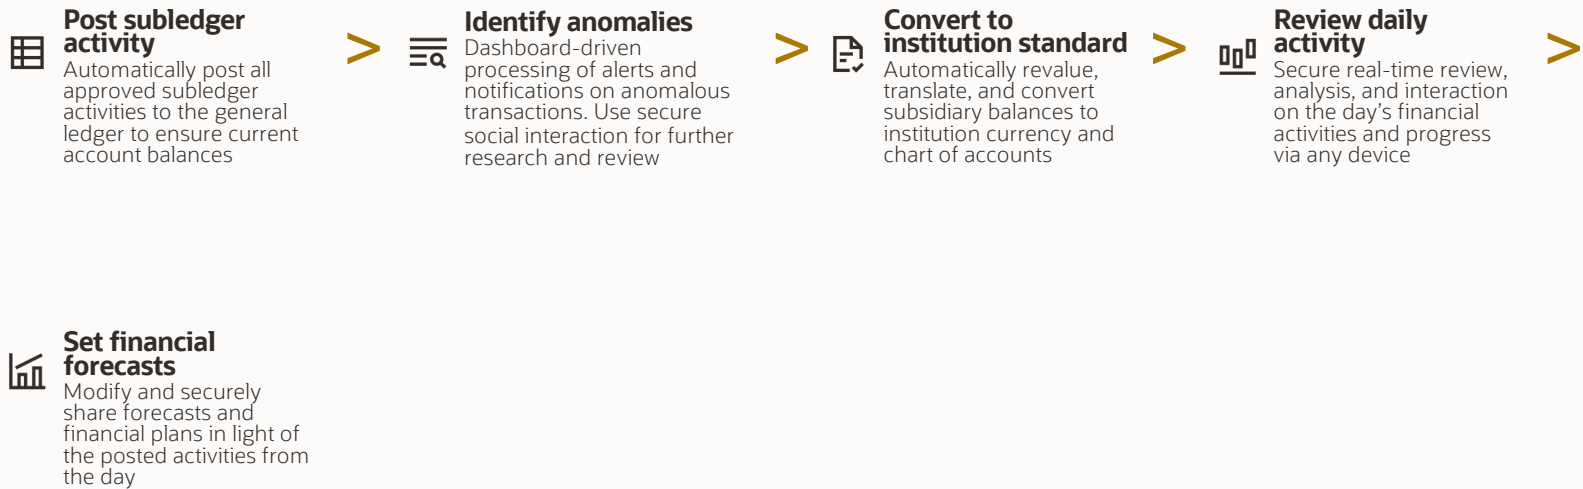 Post subledger
activity
Automatically post all
approved subledger
activities to the general
ledger to ensure current
account balances
>
Identify anomalies
Dashboard-driven
processing of alerts and
notifications on anomalous
transactions. Use secure
social interaction for further
research and review
>
Convert to
institution standard
Automatically revalue,
translate, and convert
subsidiary balances to
institution currency and
chart of accounts
>
Review daily
activity
Secure real-time review,
analysis, and interaction
on the day’s financial
activities and progress
via any device
>
Set financial
forecasts
Modify and securely
share forecasts and
financial plans in light of
the posted activities from
the day